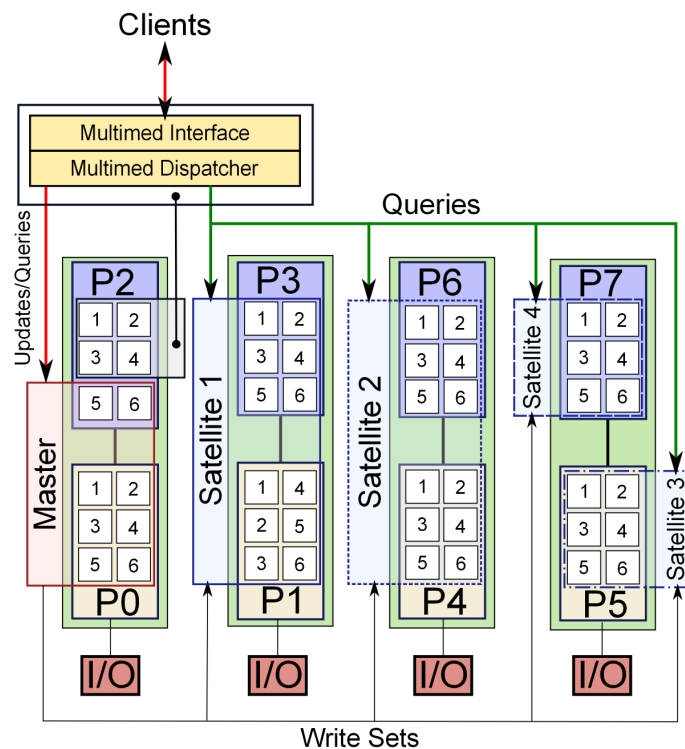 Clients
Multimed Interface
Multimed Dispatcher
Queries
Updates/Queries
P2
P3
P6
P7
1 2
3 4
5 6
1 2
3 4
5 6
1 2
3 4
5 6
1 2
3 4
5 6
Master
Satellite 1
Satellite 2
Satellite 4
Satellite 3
1 2
3 4
5 6
1 4
2 5
3 6
1 2
3 4
5 6
1 2
3 4
5 6
P0
P1
P4
P5
I/O
I/O
I/O
I/O
Write Sets